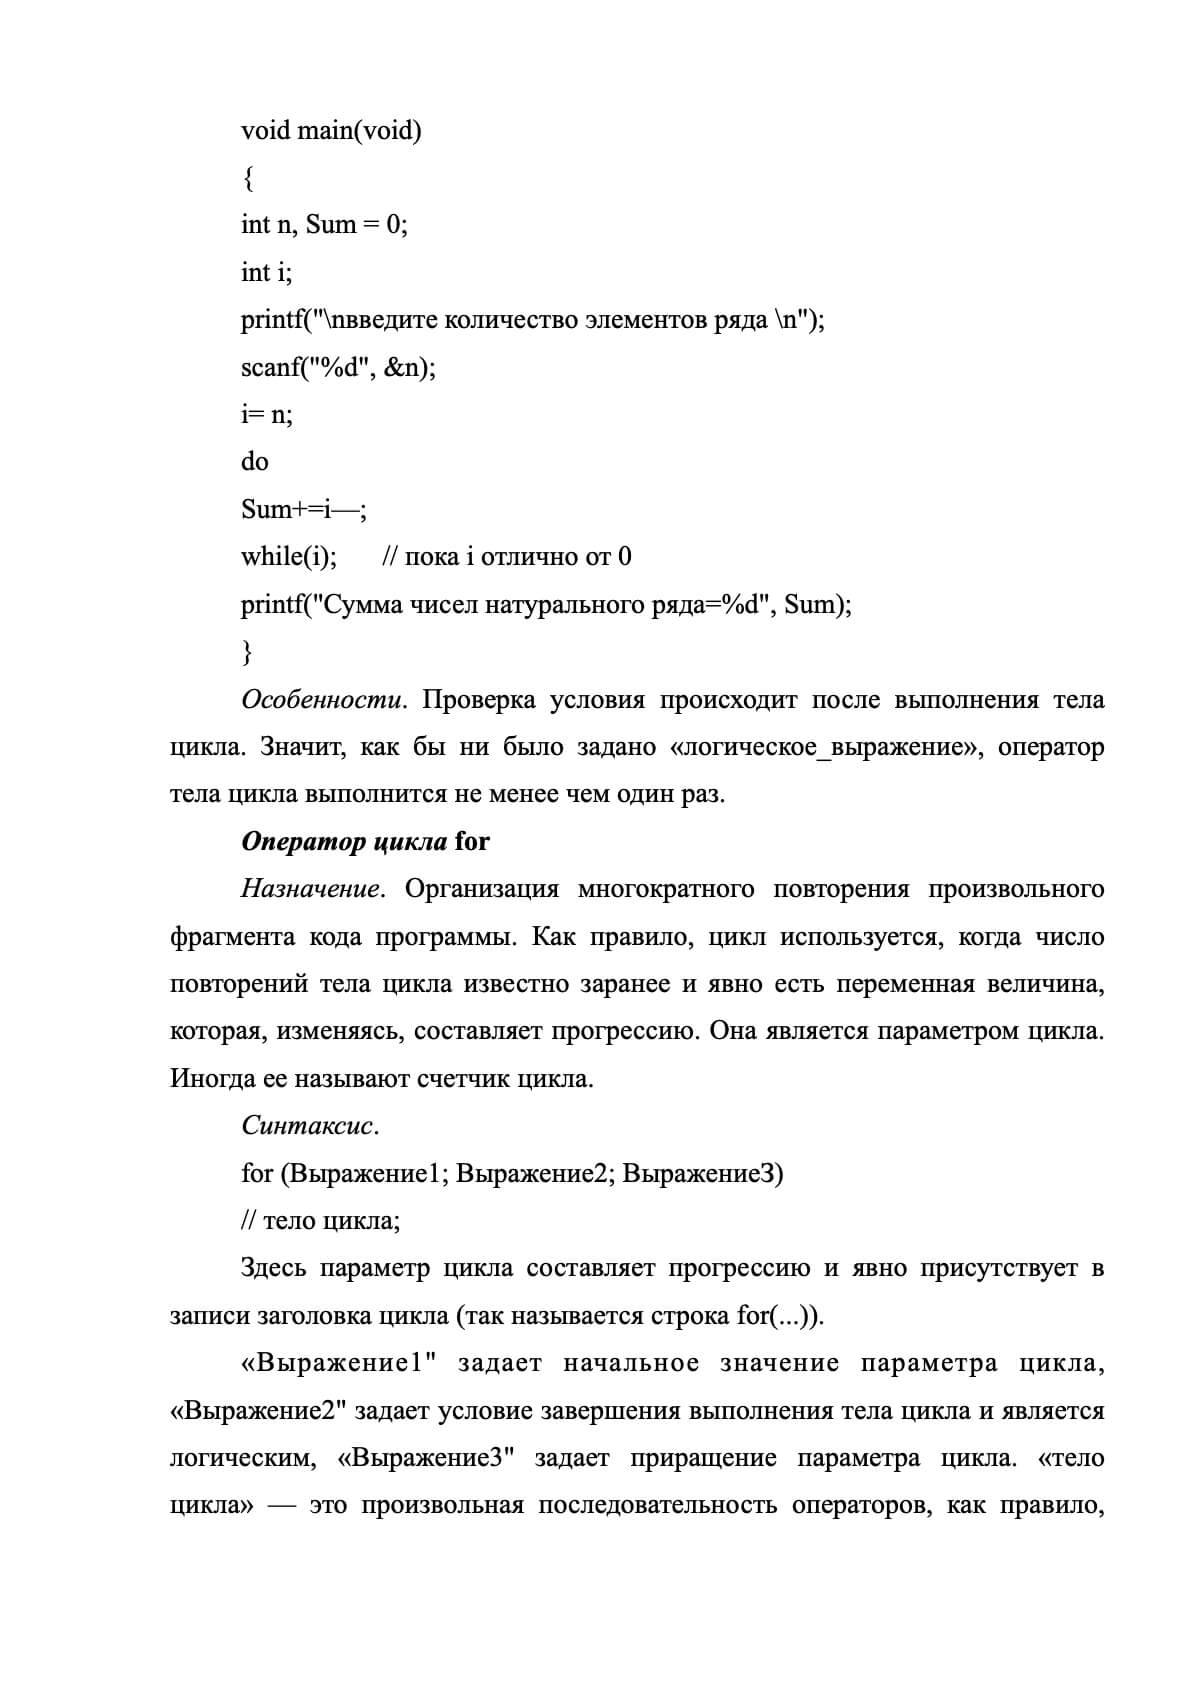 void main(void)
{
int n, Sum = 0;
int i;
printf("\nвведите количество элементов ряда \n");
scanf("%d", &n);
i= n;
do
Sum+=i—;
while(i); // пока i отлично от 0
printf("Сумма чисел натурального ряда=%d", Sum);
}
Особенности. Проверка условия происходит после выполнения тела
цикла. Значит, как бы ни было задано «логическое_выражение», оператор
тела цикла выполнится не менее чем один раз.
Оператор цикла for
Назначение. Организация многократного повторения произвольного
фрагмента кода программы. Как правило, цикл используется, когда число
повторений тела цикла известно заранее и явно есть переменная величина,
которая, изменяясь, составляет прогрессию. Она является параметром цикла.
Иногда ее называют счетчик цикла.
Синтаксис.
for (Выражение1; Выражение2; Выражение3)
// тело цикла;
Здесь параметр цикла составляет прогрессию и явно присутствует в
записи заголовка цикла (так называется строка for(...)).
«Выражение1" задает начальное значение параметра цикла,
«Выражение2" задает условие завершения выполнения тела цикла и является
логическим, «Выражение3" задает приращение параметра цикла. «тело
цикла» — это произвольная последовательность операторов, как правило,